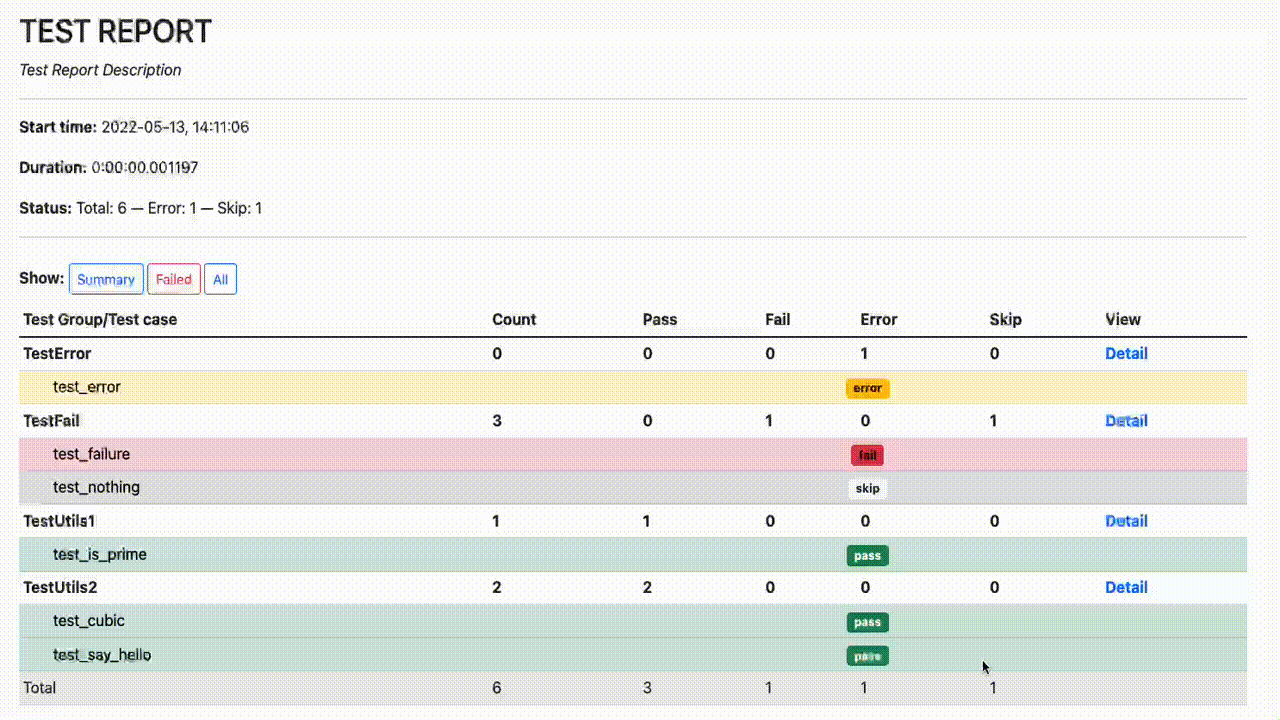 TEST REPORT
Test Report Description
Start time: 2022-05-13, 14:11:06
Duration: 0:00:00.001197
Status: Total: 6 — Error: 1 — Skip: 1
Show: Summary Failed All
Test Group/Test case Count Pass Fail Error Skip View
TestError 0 0 0 1 0 Detail
test_error error
TestFail 3 0 1 0 1 Detail
test_failure fail
test_nothing skip
TestUtils1 1 1 0 0 0 Detail
test_is_prime pass
TestUtils2 2 2 0 0 0 Detail
test_cubic pass
test_say_hello pass
Total 6 3 1 1 1